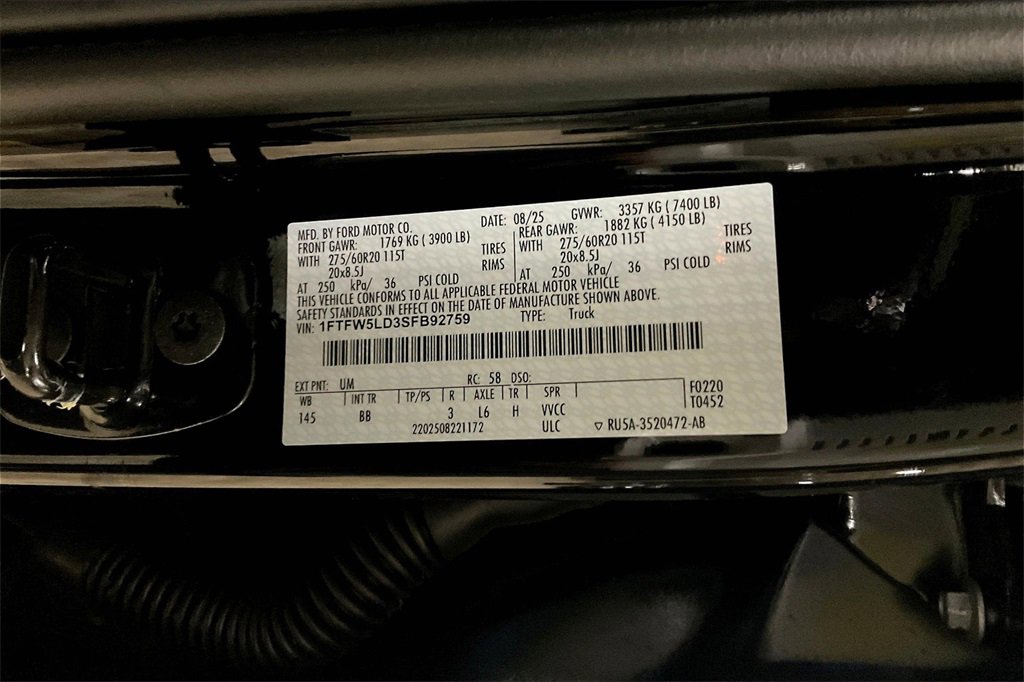 MFD. BY FORD MOTOR CO. DATE: 08/25 GVWR: 3357 KG ( 7400 LB)
FRONT GAWR: 1769 KG ( 3900 LB) REAR GAWR: 1882 KG ( 4150 LB)
WITH 275/60R20 115T TIRES WITH 275/60R20 115T TIRES
20x8.5J RIMS 20x8.5J RIMS
AT 250 kPa/ 36 PSI COLD AT 250 kPa/ 36 PSI COLD
THIS VEHICLE CONFORMS TO ALL APPLICABLE FEDERAL MOTOR VEHICLE
SAFETY STANDARDS IN EFFECT ON THE DATE OF MANUFACTURE SHOWN ABOVE.
VIN: 1FTFW5LD3SFB92759 TYPE: Truck
EXT PNT: UM RC: 58 DSO:
WB INT TR TP/PS R AXLE TR SPR F0220
145 BB 3 L6 H VVCC T0452
2202508221172 ULC ▽ RU5A-3520472-AB